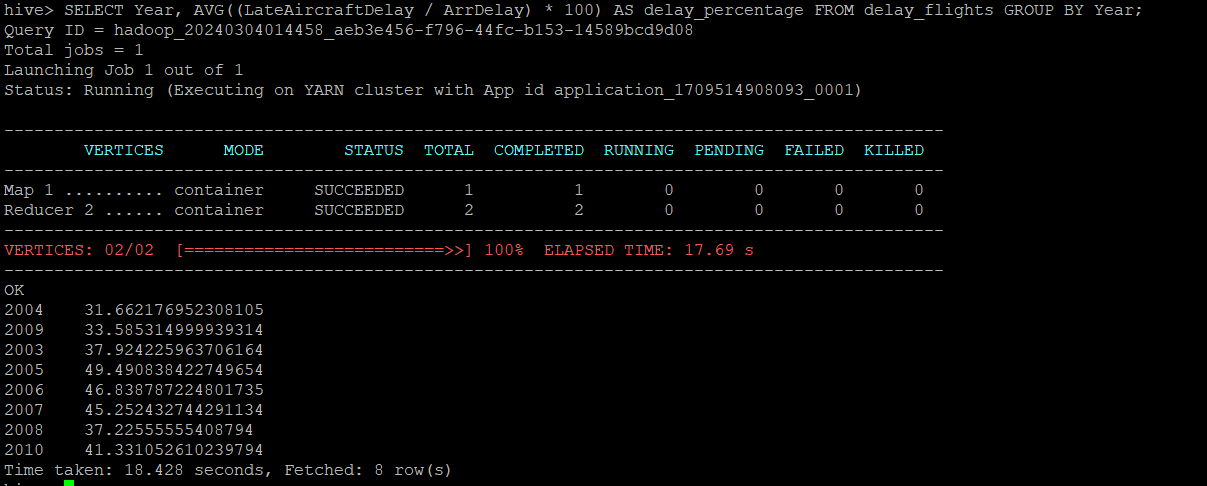 hive> SELECT Year, AVG((LateAircraftDelay / ArrDelay) * 100) AS delay_percentage FROM delay_flights GROUP BY Year;
Query ID = hadoop_20240304014458_aeb3e456-f796-44fc-b153-14589bcd9d08
Total jobs = 1
Launching Job 1 out of 1
Status: Running (Executing on YARN cluster with App id application_1709514908093_0001)
----------------------------------------------------------------------------------------------
VERTICES MODE STATUS TOTAL COMPLETED RUNNING PENDING FAILED KILLED
----------------------------------------------------------------------------------------------
Map 1 .......... container SUCCEEDED 1 1 0 0 0 0
Reducer 2 ...... container SUCCEEDED 2 2 0 0 0 0
----------------------------------------------------------------------------------------------
VERTICES: 02/02 [==========================>>] 100% ELAPSED TIME: 17.69 s
----------------------------------------------------------------------------------------------
OK
2004 31.662176952308105
2009 33.585314999939314
2003 37.924225963706164
2005 49.490838422749654
2006 46.838787224801735
2007 45.252432744291134
2008 37.22555555408794
2010 41.331052610239794
Time taken: 18.428 seconds, Fetched: 8 row(s)